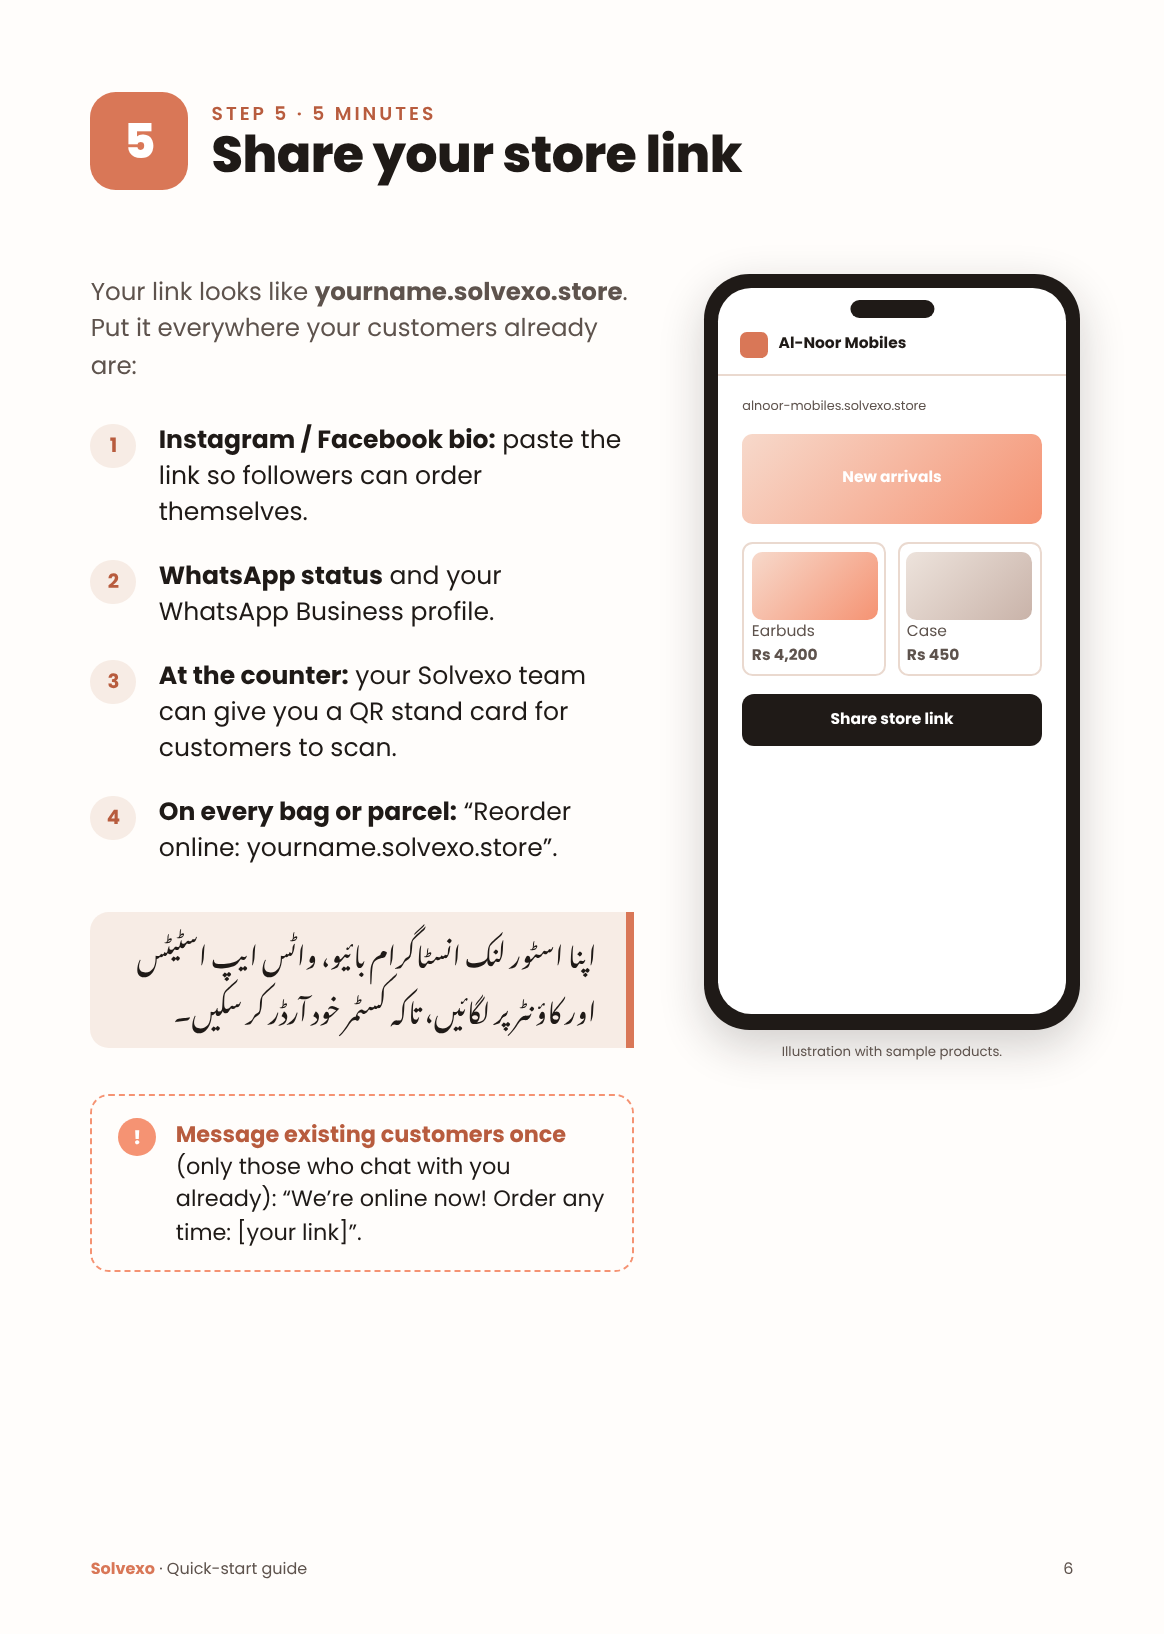 5
STEP 5 · 5 MINUTES
Share your store link
Your link looks like yourname.solvexo.store.
Put it everywhere your customers already
are:
1
Instagram / Facebook bio: paste the
link so followers can order
themselves.
2
WhatsApp status and your
WhatsApp Business profile.
3
At the counter: your Solvexo team
can give you a QR stand card for
customers to scan.
4
On every bag or parcel: “Reorder
online: yourname.solvexo.store”.
اپنا اسٹور لنک انسٹاگرام بائیو، واٹس ایپ اسٹیٹس
اور کاؤنٹر پر لگائیں، تاکہ کسٹمر خود آرڈر کر سکیں۔
!
Message existing customers once
(only those who chat with you
already): “We’re online now! Order any
time: [your link]”.
Al-Noor Mobiles
alnoor-mobiles.solvexo.store
New arrivals
Earbuds
Rs 4,200
Case
Rs 450
Share store link
Illustration with sample products.
Solvexo · Quick-start guide
6